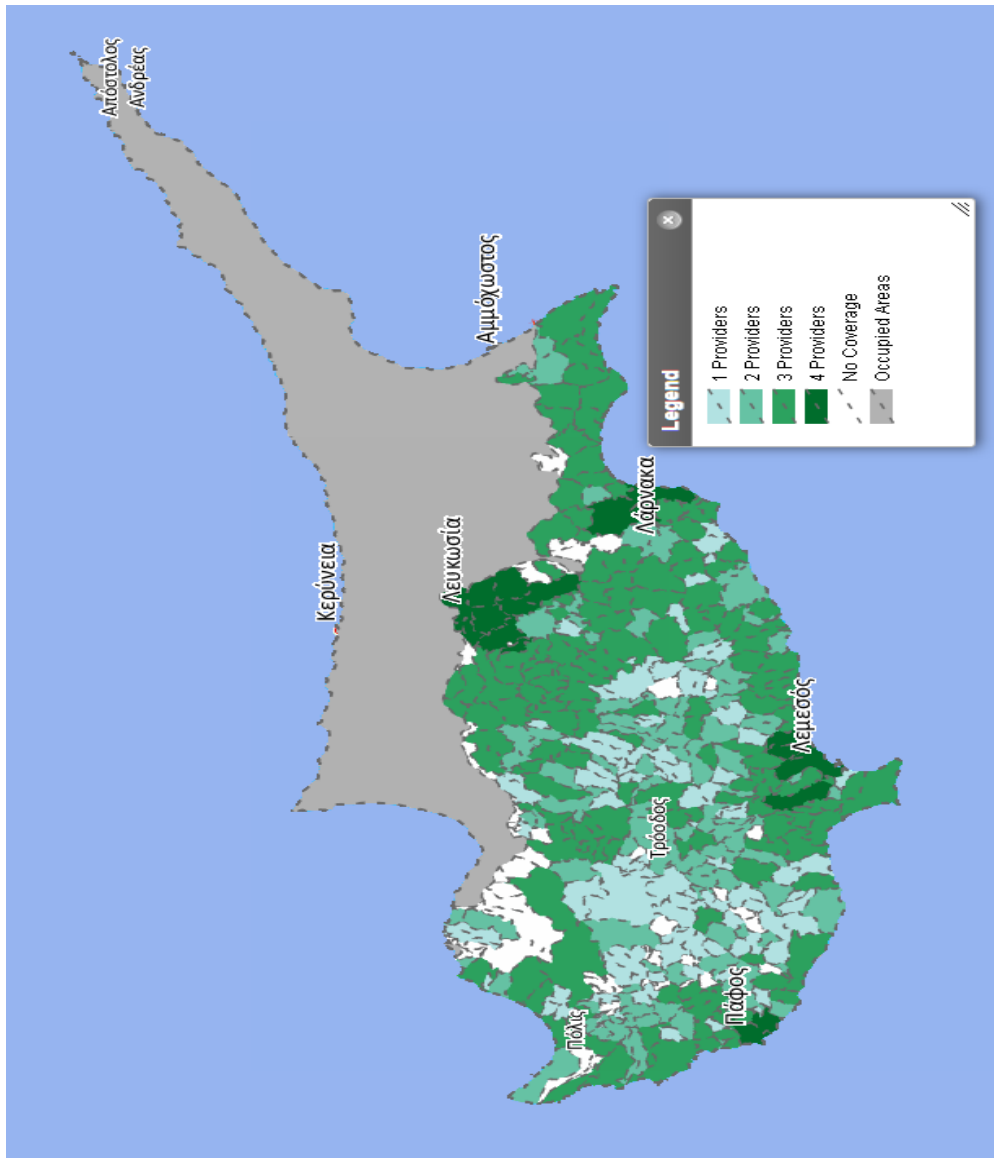 Απόστολος
Ανδρέας
Κερύνεια
Αμμόχωστος
Λευκωσία
Λάρνακα
Λεμεσός
Τρόοδος
Πόλις
Πάφος
Legend
1 Providers
2 Providers
3 Providers
4 Providers
No Coverage
Occupied Areas